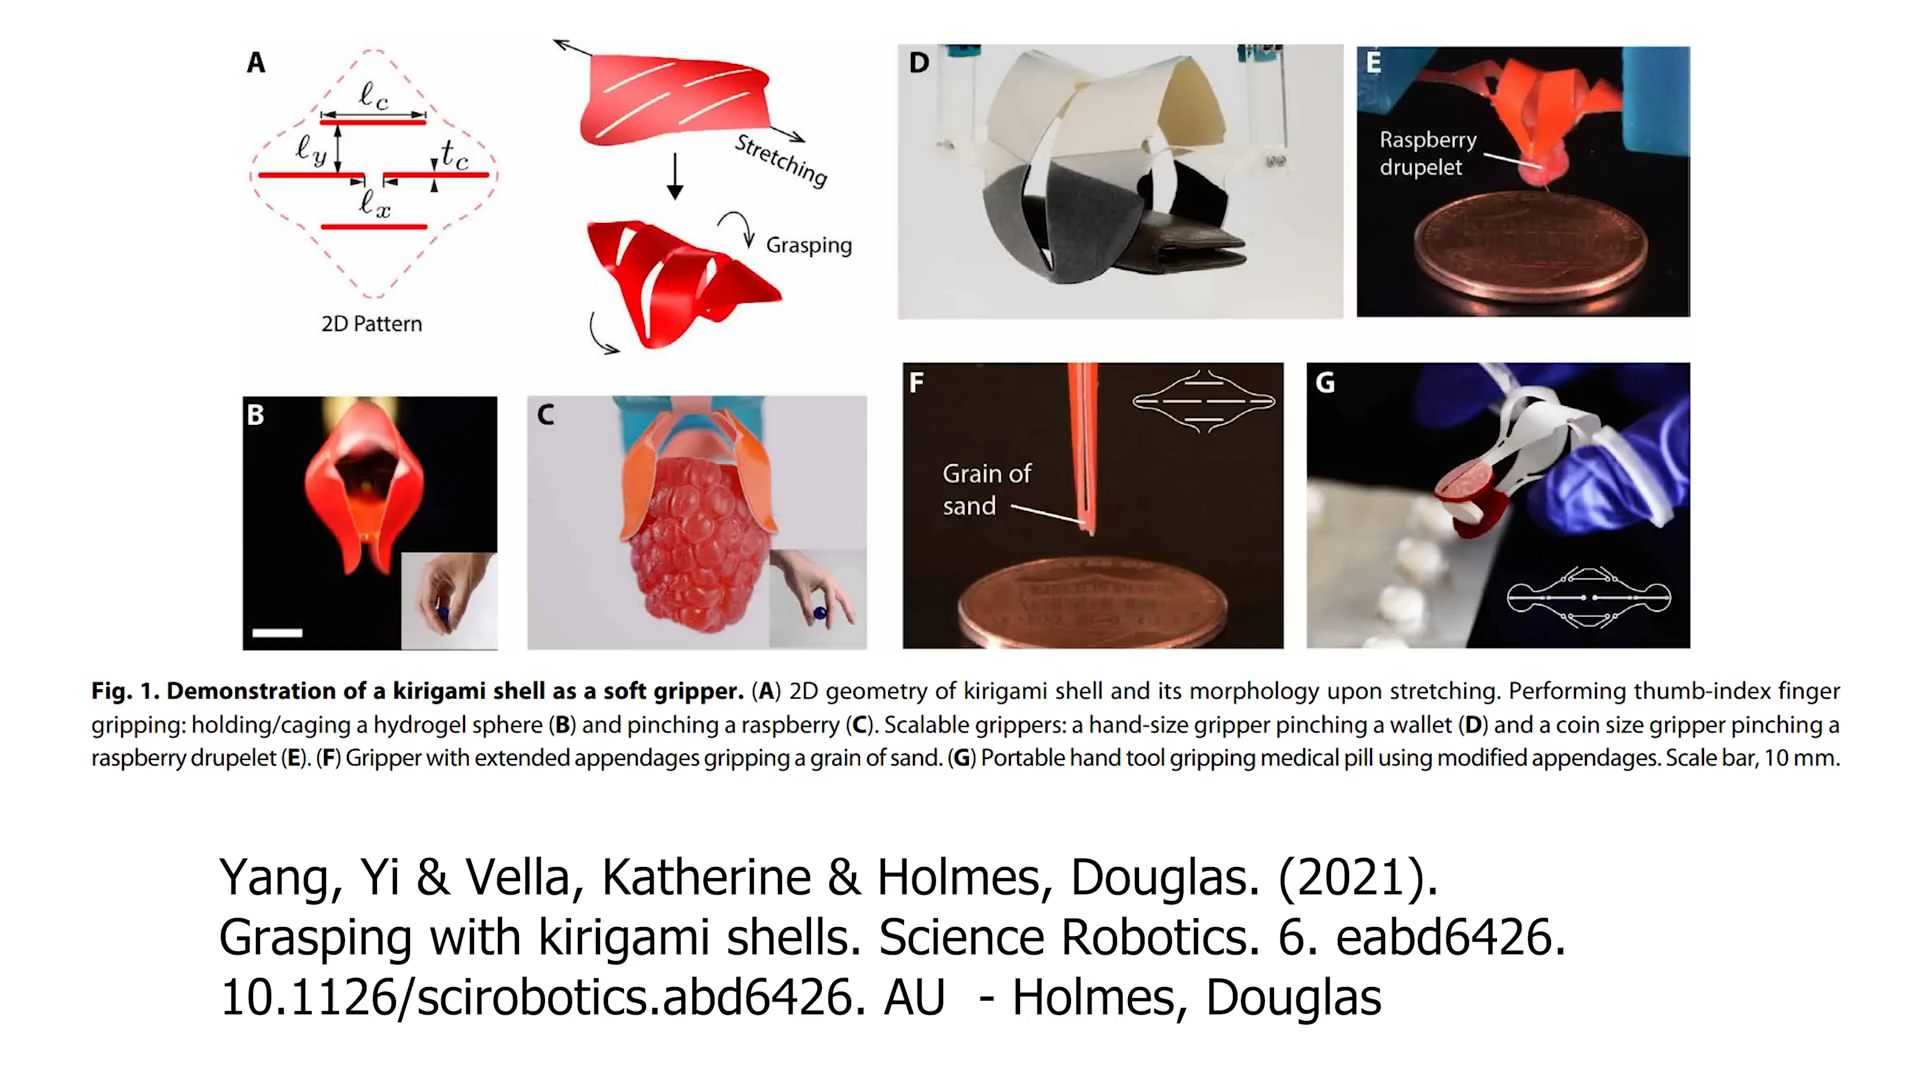 A
ℓc
ℓy
tc
ℓx
2D Pattern
Stretching
Grasping
B
C
D
E
Raspberry
drupelet
F
Grain of
sand
G
Fig. 1. Demonstration of a kirigami shell as a soft gripper. (A) 2D geometry of kirigami shell and its morphology upon stretching. Performing thumb-index finger
gripping: holding/caging a hydrogel sphere (B) and pinching a raspberry (C). Scalable grippers: a hand-size gripper pinching a wallet (D) and a coin size gripper pinching a
raspberry drupelet (E). (F) Gripper with extended appendages gripping a grain of sand. (G) Portable hand tool gripping medical pill using modified appendages. Scale bar, 10 mm.
Yang, Yi & Vella, Katherine & Holmes, Douglas. (2021).
Grasping with kirigami shells. Science Robotics. 6. eabd6426.
10.1126/scirobotics.abd6426. AU - Holmes, Douglas